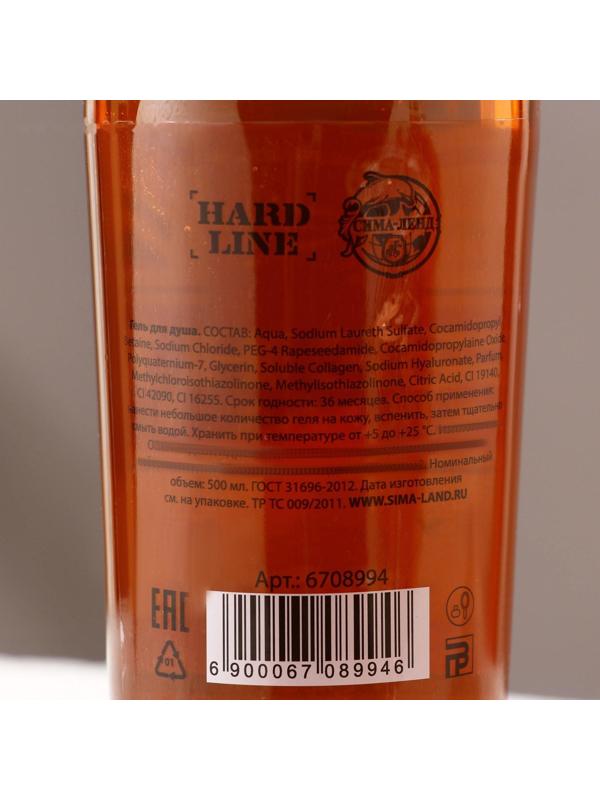 HARD
LINE
СИМА-ЛЕНД
Гель для душа. СОСТАВ: Aqua, Sodium Laureth Sulfate, Cocamidopropyl
Betaine, Sodium Chloride, PEG-4 Rapeseedamide, Cocamidopropylaine Oxide
Polyquaternium-7, Glycerin, Soluble Collagen, Sodium Hyaluronate, Parfum,
Methylchloroisothiazolinone, Methylisothiazolinone, Citric Acid, CI 19140,
CI 42090, CI 16255. Срок годности: 36 месяцев. Способ применения:
нанести небольшое количество геля на кожу, вспенить, затем тщательно
смыть водой. Хранить при температуре от +5 до +25 °C.
Номинальный
объем: 500 мл. ГОСТ 31696-2012. Дата изготовления
см. на упаковке. ТР ТС 009/2011. WWW.SIMA-LAND.RU
Арт.: 6708994
EAC
01
6 900067 089946